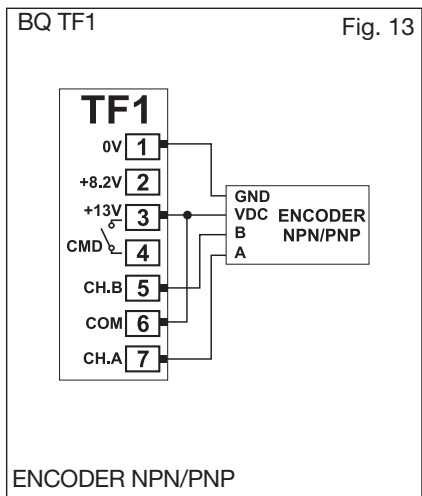 BQ TF1 Fig. 13
TF1
0V 1
+8.2V 2
+13V 3
CMD 4
CH.B 5
COM 6
CH.A 7
GND
VDC ENCODER
B NPN/PNP
A
ENCODER NPN/PNP